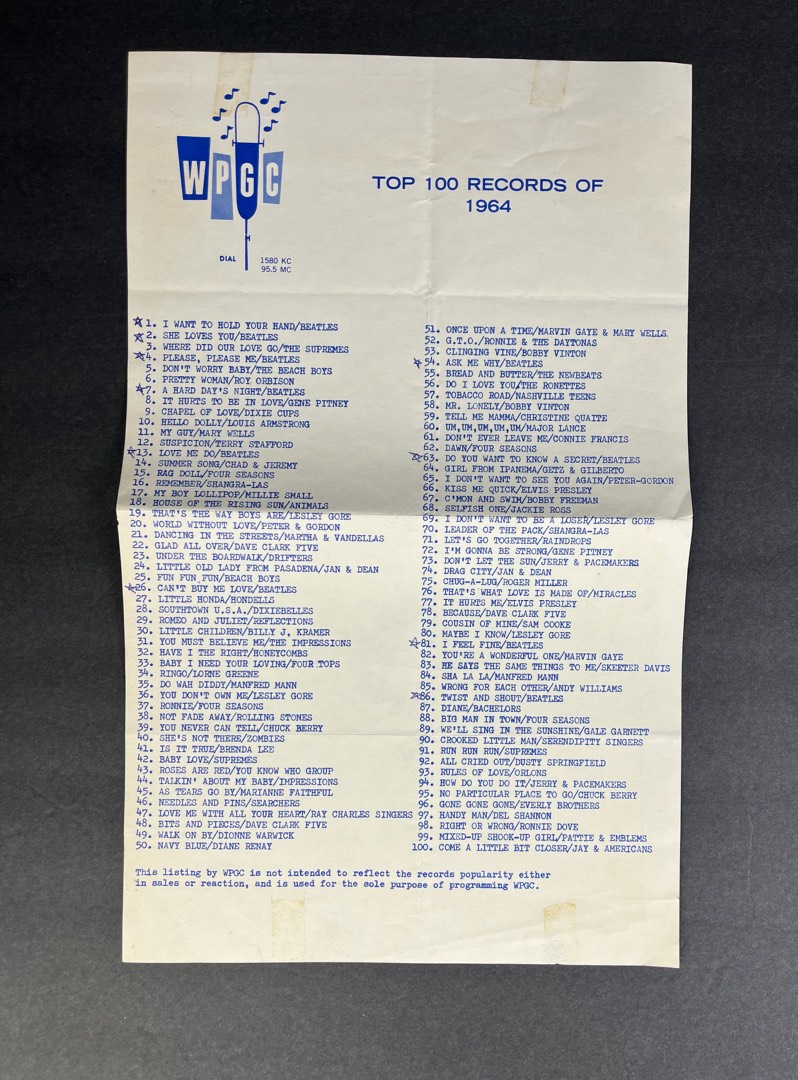 WPGC
DIAL 1580 KC
95.5 MC
TOP 100 RECORDS OF
1964
1. I WANT TO HOLD YOUR HAND/BEATLES
2. SHE LOVES YOU/BEATLES
3. WHERE DID OUR LOVE GO/THE SUPREMES
4. PLEASE, PLEASE ME/BEATLES
5. DON'T WORRY BABY/THE BEACH BOYS
6. PRETTY WOMAN/ROY ORBISON
7. A HARD DAY'S NIGHT/BEATLES
8. IT HURTS TO BE IN LOVE/GENE PITNEY
9. CHAPEL OF LOVE/DIXIE CUPS
10. HELLO DOLLY/LOUIS ARMSTRONG
11. MY GUY/MARY WELLS
12. SUSPICION/TERRY STAFFORD
13. LOVE ME DO/BEATLES
14. SUMMER SONG/CHAD & JEREMY
15. RAG DOLL/FOUR SEASONS
16. REMEMBER/SHANGRA-LAS
17. MY BOY LOLLIPOP/MILLIE SMALL
18. HOUSE OF THE RISING SUN/ANIMALS
19. THAT'S THE WAY BOYS ARE/LESLEY GORE
20. WORLD WITHOUT LOVE/PETER & GORDON
21. DANCING IN THE STREETS/MARTHA & VANDELLAS
22. GLAD ALL OVER/DAVE CLARK FIVE
23. UNDER THE BOARDWALK/DRIFTERS
24. LITTLE OLD LADY FROM PASADENA/JAN & DEAN
25. FUN FUN FUN/BEACH BOYS
26. CAN'T BUY ME LOVE/BEATLES
27. LITTLE HONDA/HONDELLS
28. SOUTHTOWN U.S.A./DIXIEBELLES
29. ROMEO AND JULIET/REFLECTIONS
30. LITTLE CHILDREN/BILLY J. KRAMER
31. YOU MUST BELIEVE ME/THE IMPRESSIONS
32. HAVE I THE RIGHT/HONEYCOMBS
33. BABY I NEED YOUR LOVING/FOUR TOPS
34. RINGO/LORNE GREENE
35. DO WAH DIDDY/MANFRED MANN
36. YOU DON'T OWN ME/LESLEY GORE
37. RONNIE/FOUR SEASONS
38. NOT FADE AWAY/ROLLING STONES
39. YOU NEVER CAN TELL/CHUCK BERRY
40. SHE'S NOT THERE/ZOMBIES
41. IS IT TRUE/BRENDA LEE
42. BABY LOVE/SUPREMES
43. ROSES ARE RED/YOU KNOW WHO GROUP
44. TALKIN' ABOUT MY BABY/IMPRESSIONS
45. AS TEARS GO BY/MARIANNE FAITHFUL
46. NEEDLES AND PINS/SEARCHERS
47. LOVE ME WITH ALL YOUR HEART/RAY CHARLES SINGERS
48. BITS AND PIECES/DAVE CLARK FIVE
49. WALK ON BY/DIONNE WARWICK
50. NAVY BLUE/DIANE RENAY
51. ONCE UPON A TIME/MARVIN GAYE & MARY WELLS
52. G.T.O./RONNIE & THE DAYTONAS
53. CLINGING VINE/BOBBY VINTON
54. ASK ME WHY/BEATLES
55. BREAD AND BUTTER/THE NEWBEATS
56. DO I LOVE YOU/THE RONETTES
57. TOBACCO ROAD/NASHVILLE TEENS
58. MR. LONELY/BOBBY VINTON
59. TELL ME MAMMA/CHRISTINE QUAITE
60. UM,UM,UM,UM,UM/MAJOR LANCE
61. DON'T EVER LEAVE ME/CONNIE FRANCIS
62. DAWN/FOUR SEASONS
63. DO YOU WANT TO KNOW A SECRET/BEATLES
64. GIRL FROM IPANEMA/GETZ & GILBERTO
65. I DON'T WANT TO SEE YOU AGAIN/PETER-GORDON
66. KISS ME QUICK/ELVIS PRESLEY
67. C'MON AND SWIM/BOBBY FREEMAN
68. SELFISH ONE/JACKIE ROSS
69. I DON'T WANT TO BE A LOSER/LESLEY GORE
70. LEADER OF THE PACK/SHANGRA-LAS
71. LET'S GO TOGETHER/RAINDROPS
72. I'M GONNA BE STRONG/GENE PITNEY
73. DON'T LET THE SUN/JERRY & PACEMAKERS
74. DRAG CITY/JAN & DEAN
75. CHUG-A-LUG/ROGER MILLER
76. THAT'S WHAT LOVE IS MADE OF/MIRACLES
77. IT HURTS ME/ELVIS PRESLEY
78. BECAUSE/DAVE CLARK FIVE
79. COUSIN OF MINE/SAM COOKE
80. MAYBE I KNOW/LESLEY GORE
81. I FEEL FINE/BEATLES
82. YOU'RE A WONDERFUL ONE/MARVIN GAYE
83. HE SAYS THE SAME THINGS TO ME/SKEETER DAVIS
84. SHA LA LA/MANFRED MANN
85. WRONG FOR EACH OTHER/ANDY WILLIAMS
86. TWIST AND SHOUT/BEATLES
87. DIANE/BACHELORS
88. BIG MAN IN TOWN/FOUR SEASONS
89. WE'LL SING IN THE SUNSHINE/GALE GARNETT
90. CROOKED LITTLE MAN/SERENDIPITY SINGERS
91. RUN RUN RUN/SUPREMES
92. ALL CRIED OUT/DUSTY SPRINGFIELD
93. RULES OF LOVE/ORLONS
94. HOW DO YOU DO IT/JERRY & PACEMAKERS
95. NO PARTICULAR PLACE TO GO/CHUCK BERRY
96. GONE GONE GONE/EVERLY BROTHERS
97. HANDY MAN/DEL SHANNON
98. RIGHT OR WRONG/RONNIE DOVE
99. MIXED-UP SHOOK-UP GIRL/PATTIE & EMBLEMS
100. COME A LITTLE BIT CLOSER/JAY & AMERICANS
This listing by WPGC is not intended to reflect the records popularity either
in sales or reaction, and is used for the sole purpose of programming WPGC.